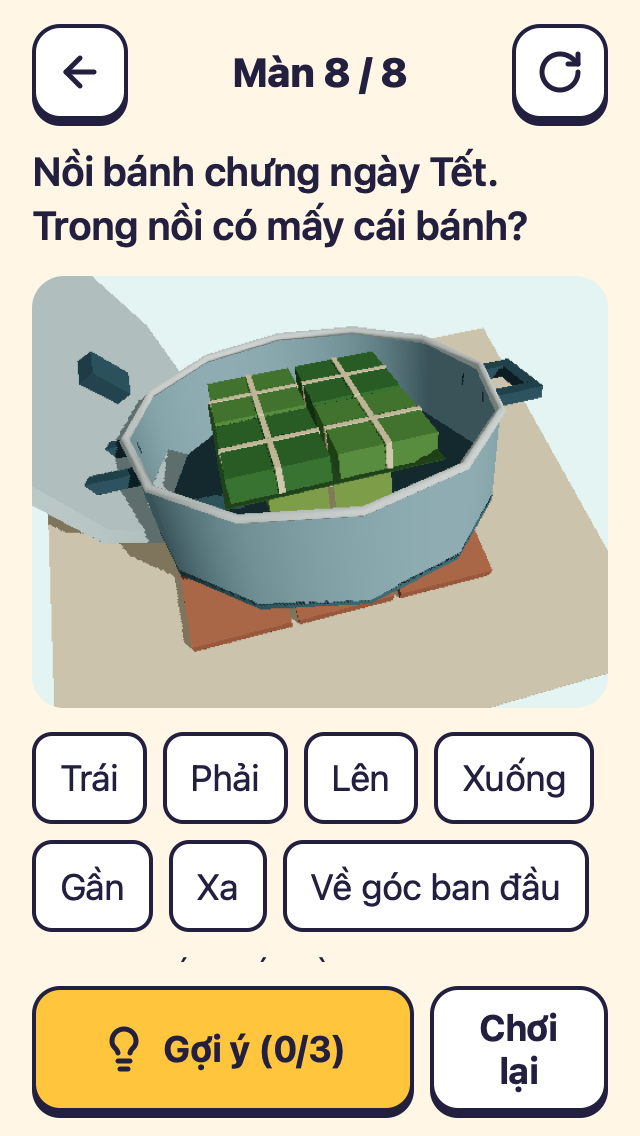 Màn 8 / 8
Nồi bánh chưng ngày Tết.
Trong nồi có mấy cái bánh?
Trái
Phải
Lên
Xuống
Gần
Xa
Về góc ban đầu
Gợi ý (0/3)
Chơi
lại